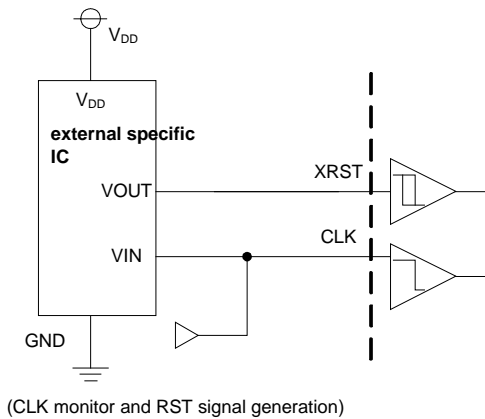 VDD
VDD
external specific
IC
XRST
VOUT
CLK
VIN
GND
(CLK monitor and RST signal generation)